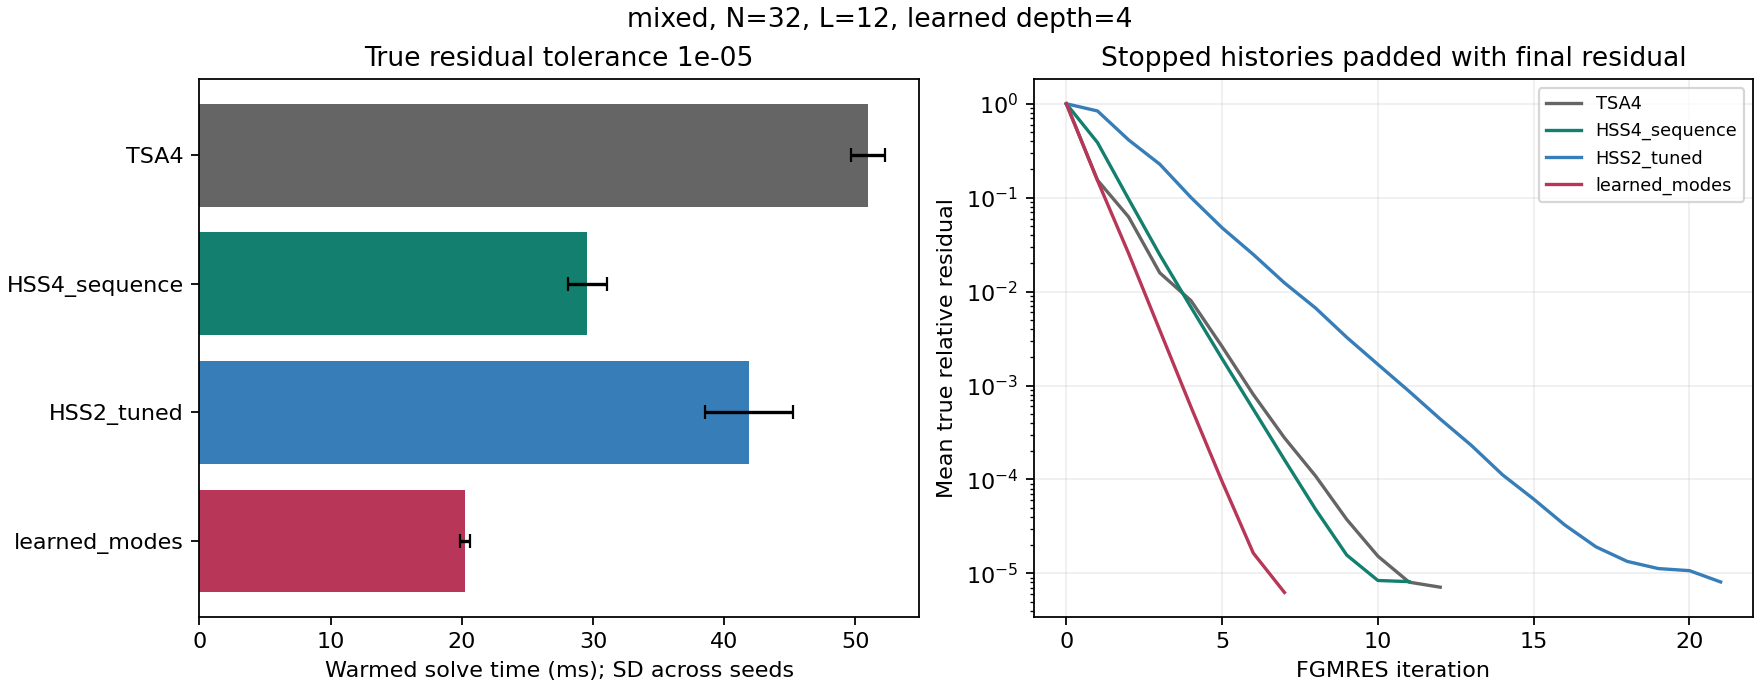 mixed, N=32, L=12, learned depth=4
True residual tolerance 1e-05
TSA4
HSS4_sequence
HSS2_tuned
learned_modes
0 10 20 30 40 50
Warmed solve time (ms); SD across seeds
Stopped histories padded with final residual
Mean true relative residual
10⁰
10⁻¹
10⁻²
10⁻³
10⁻⁴
10⁻⁵
TSA4
HSS4_sequence
HSS2_tuned
learned_modes
0 5 10 15 20
FGMRES iteration